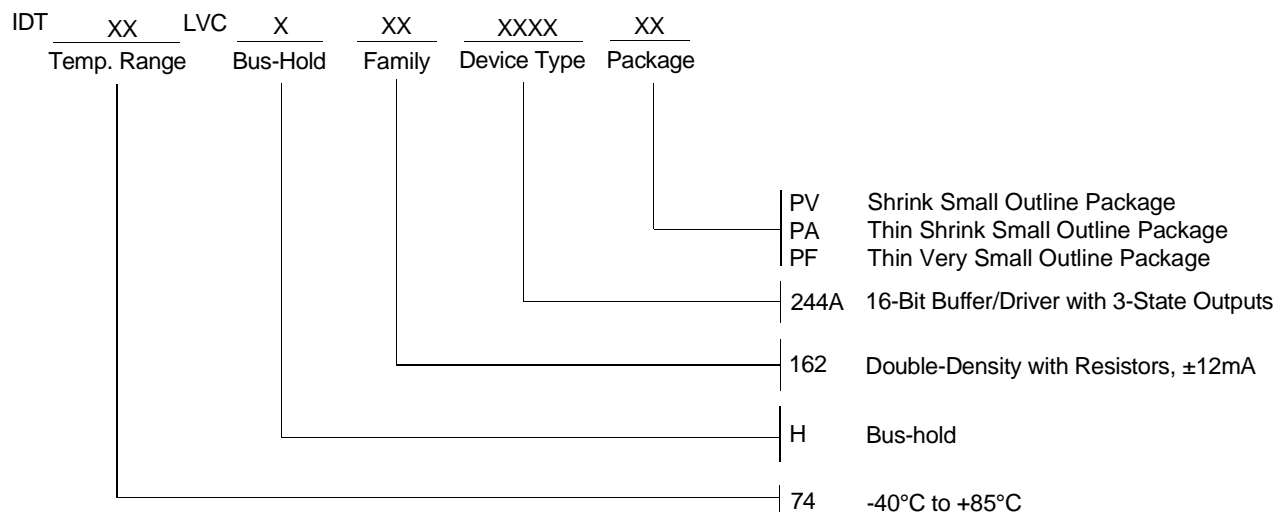 IDT XX LVC X XX XXXX XX
Temp. Range Bus-Hold Family Device Type Package
PV Shrink Small Outline Package
PA Thin Shrink Small Outline Package
PF Thin Very Small Outline Package
244A 16-Bit Buffer/Driver with 3-State Outputs
162 Double-Density with Resistors, ±12mA
H Bus-hold
74 -40°C to +85°C